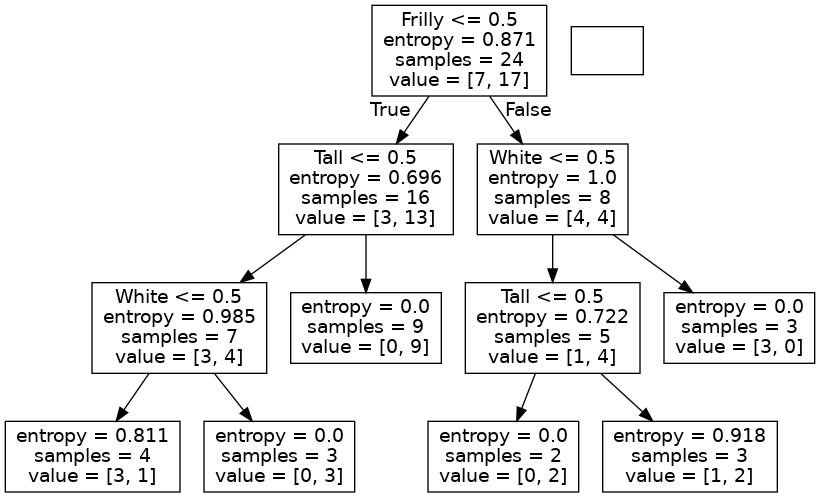 Frilly <= 0.5
entropy = 0.871
samples = 24
value = [7, 17]
True
False
Tall <= 0.5
entropy = 0.696
samples = 16
value = [3, 13]
White <= 0.5
entropy = 1.0
samples = 8
value = [4, 4]
White <= 0.5
entropy = 0.985
samples = 7
value = [3, 4]
entropy = 0.0
samples = 9
value = [0, 9]
Tall <= 0.5
entropy = 0.722
samples = 5
value = [1, 4]
entropy = 0.0
samples = 3
value = [3, 0]
entropy = 0.811
samples = 4
value = [3, 1]
entropy = 0.0
samples = 3
value = [0, 3]
entropy = 0.0
samples = 2
value = [0, 2]
entropy = 0.918
samples = 3
value = [1, 2]